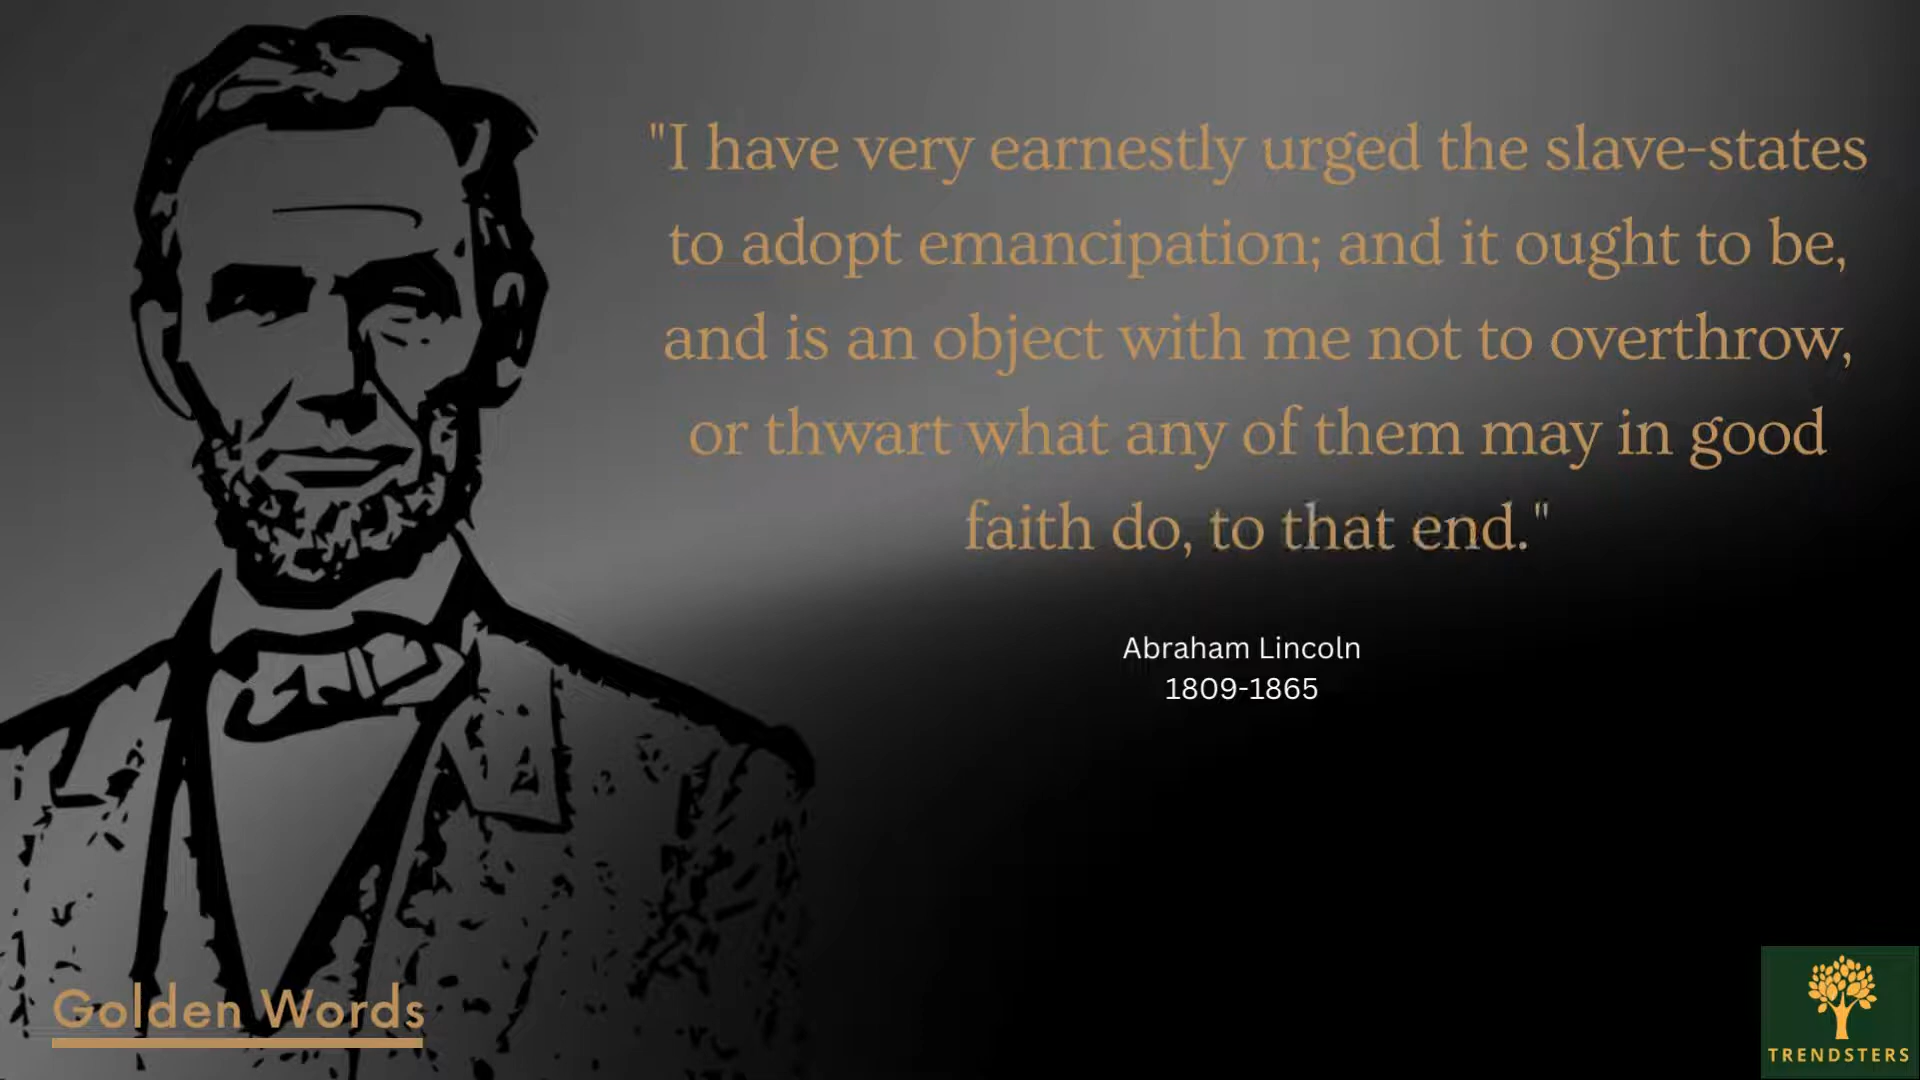 "I have very earnestly urged the slave-states
to adopt emancipation; and it ought to be,
and is an object with me not to overthrow,
or thwart what any of them may in good
faith do, to that end."
Abraham Lincoln
1809-1865
Golden Words
TRENDSTERS